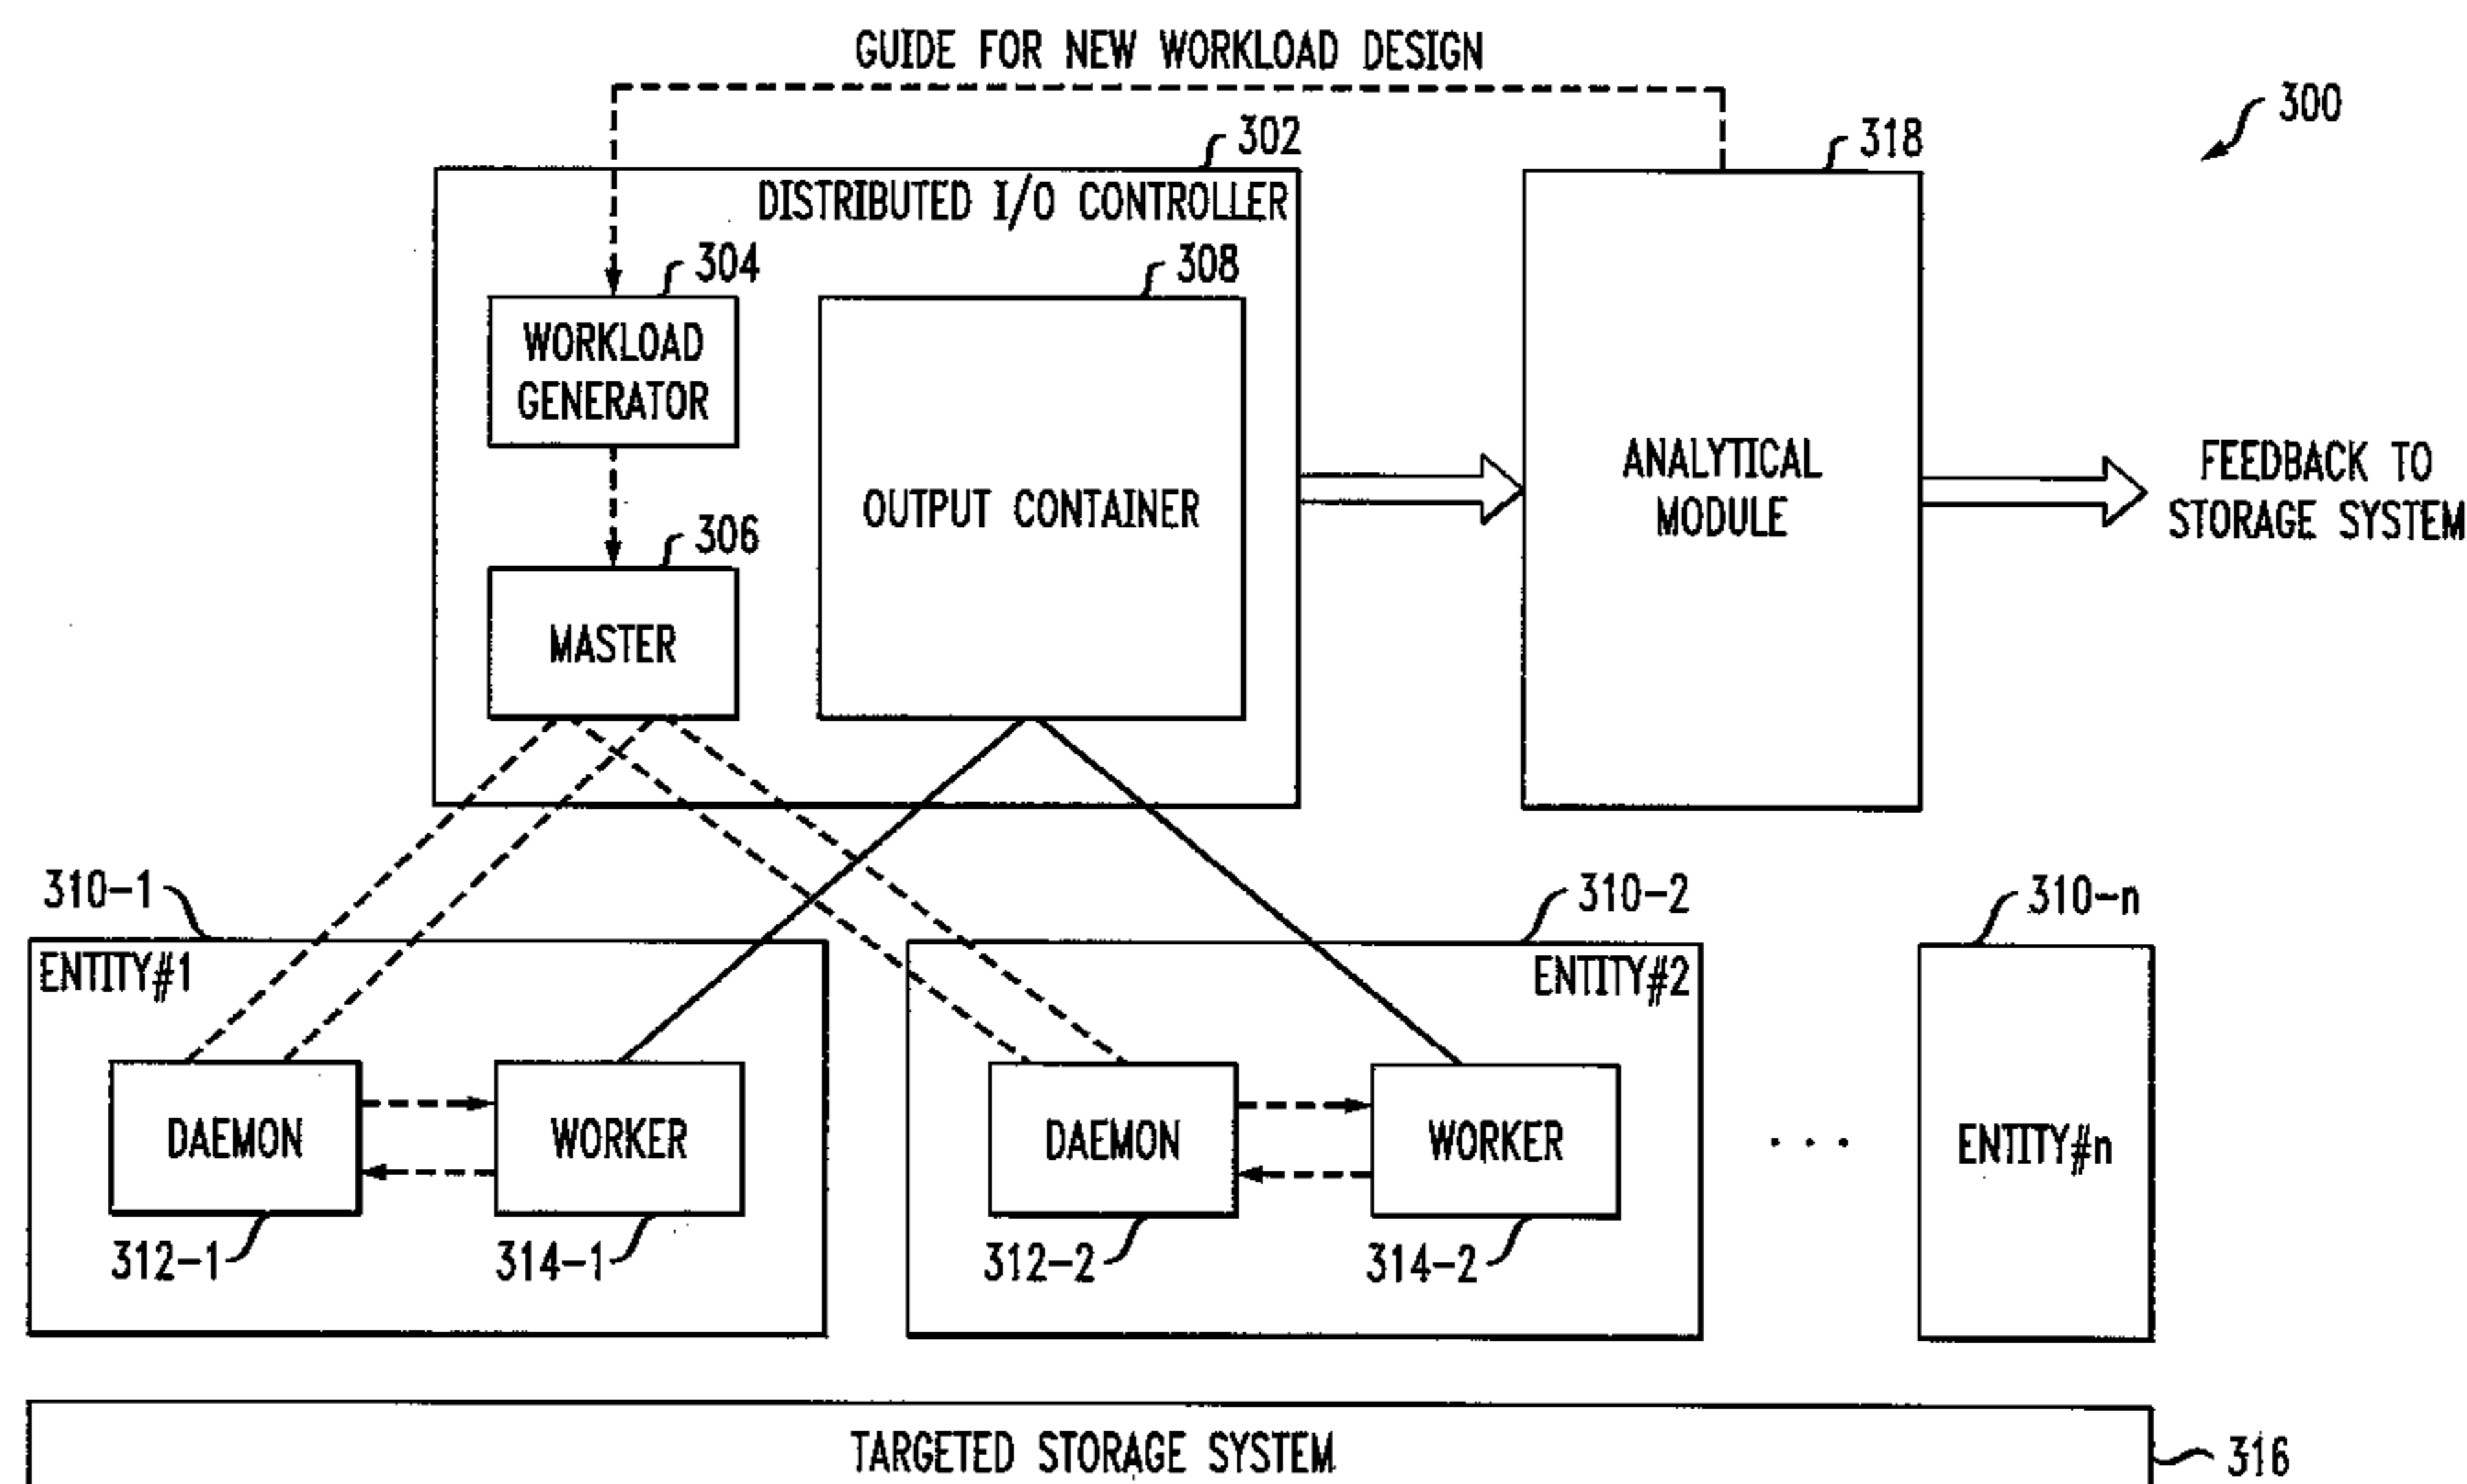 GUIDE FOR NEW WORKLOAD DESIGN
300
302
318
DISTRIBUTED I/O CONTROLLER
304
308
WORKLOAD
GENERATOR
OUTPUT CONTAINER
ANALYTICAL
MODULE
FEEDBACK TO
STORAGE SYSTEM
306
MASTER
310-1
310-2
310-n
ENTITY#1
ENTITY#2
DAEMON
WORKER
DAEMON
WORKER
. . .
ENTITY#n
312-1
314-1
312-2
314-2
TARGETED STORAGE SYSTEM
316